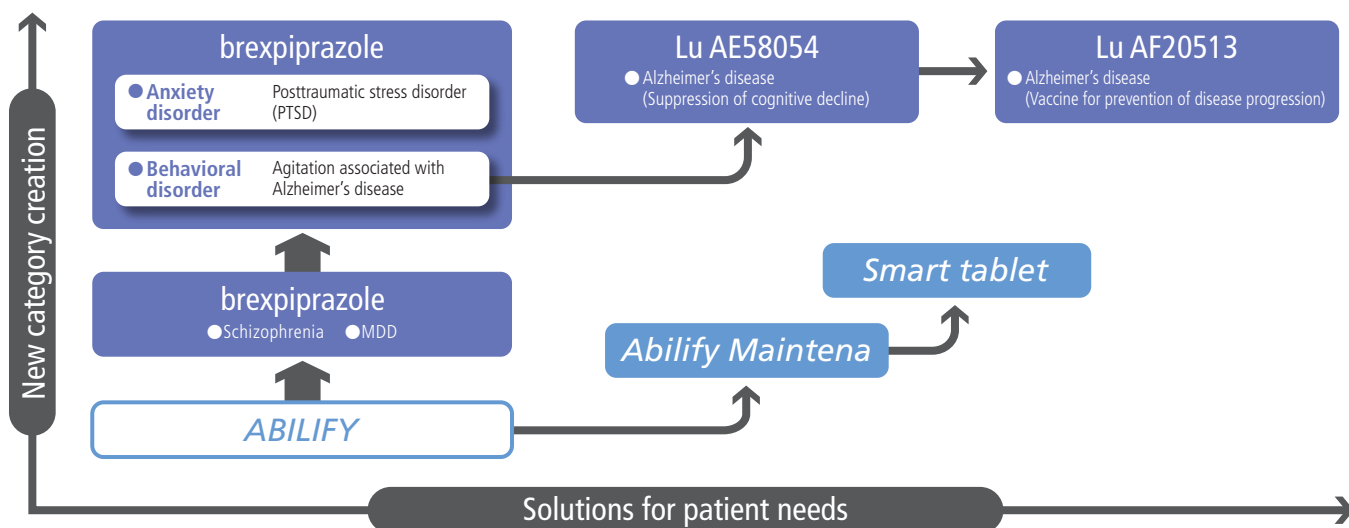 New category creation
brexpiprazole
● Anxiety disorder
Posttraumatic stress disorder
(PTSD)
● Behavioral disorder
Agitation associated with
Alzheimer's disease
Lu AE58054
● Alzheimer's disease
(Suppression of cognitive decline)
Lu AF20513
● Alzheimer's disease
(Vaccine for prevention of disease progression)
brexpiprazole
●Schizophrenia ●MDD
Smart tablet
Abilify Maintena
ABILIFY
Solutions for patient needs